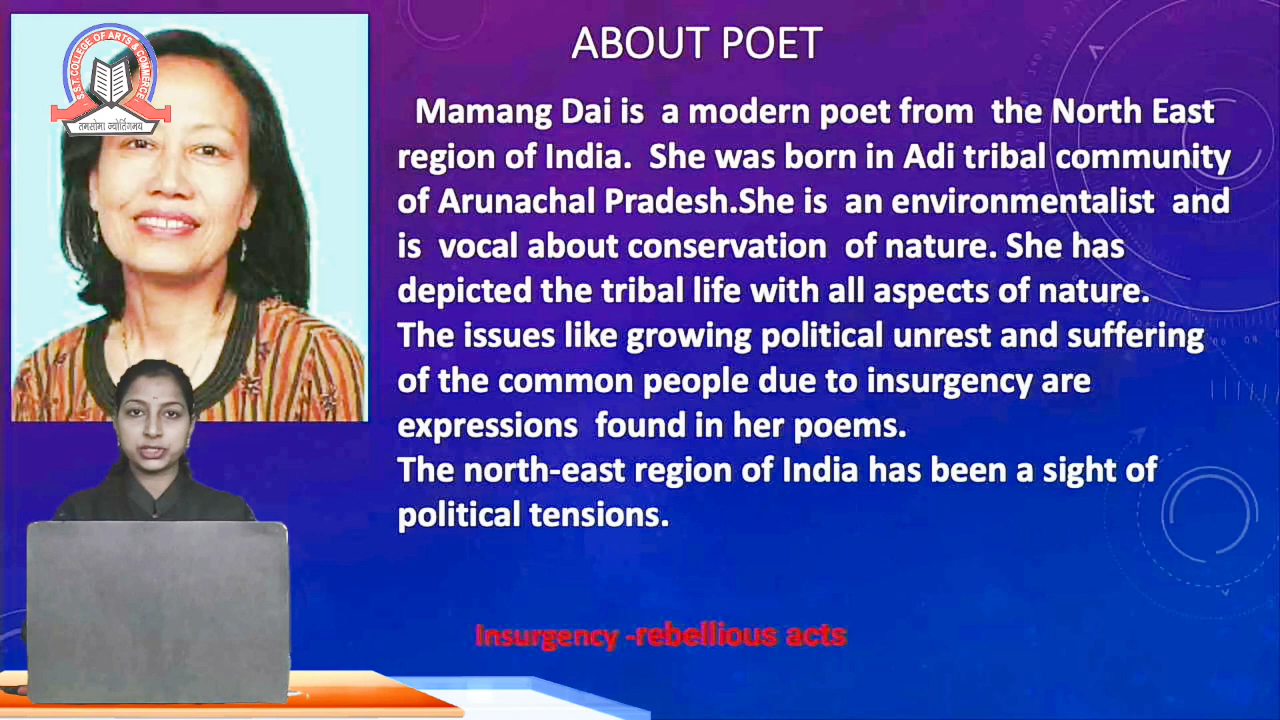 S.S.T. COLLEGE OF ARTS & COMMERCE
तमसोमा ज्योर्तिगमय
ABOUT POET
Mamang Dai is a modern poet from the North East
region of India. She was born in Adi tribal community
of Arunachal Pradesh.She is an environmentalist and
is vocal about conservation of nature. She has
depicted the tribal life with all aspects of nature.
The issues like growing political unrest and suffering
of the common people due to insurgency are
expressions found in her poems.
The north-east region of India has been a sight of
political tensions.
Insurgency -rebellious acts